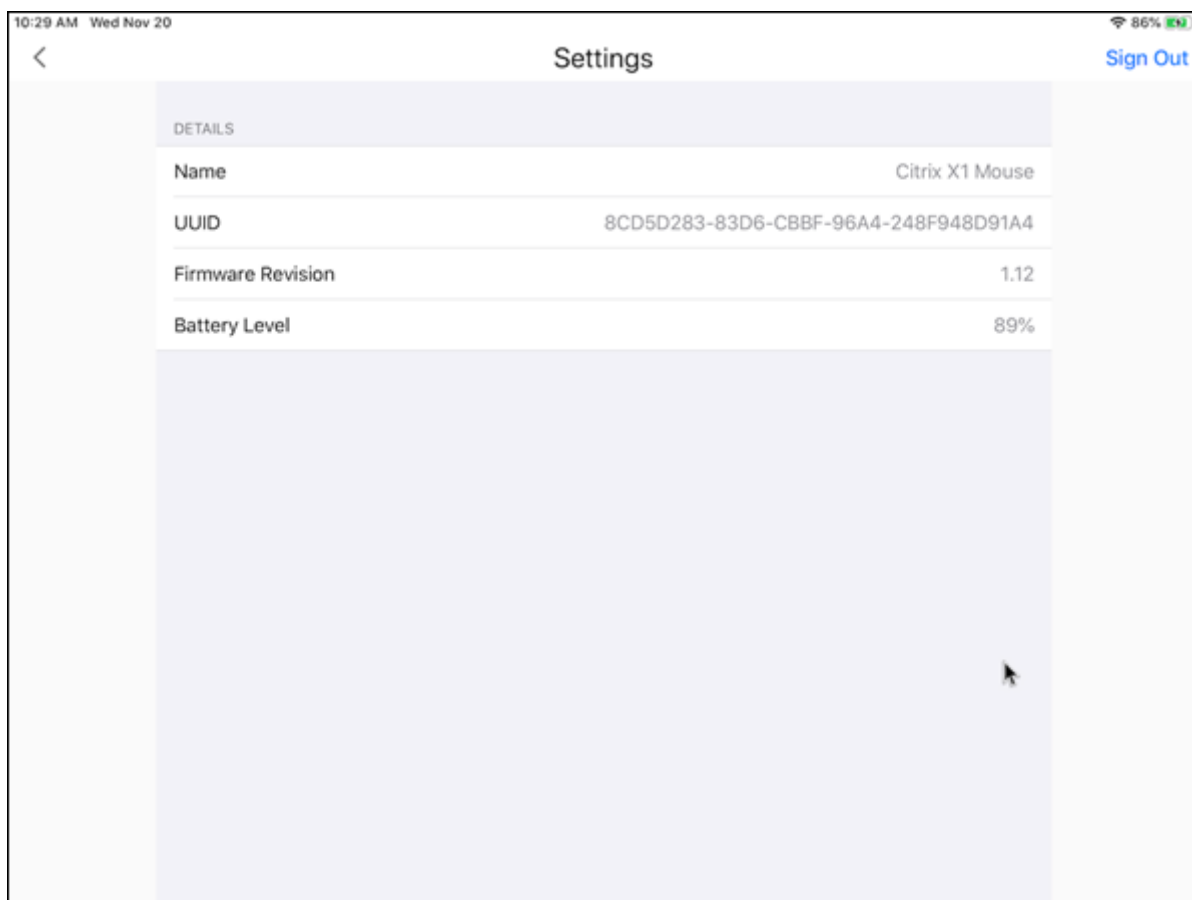 10:29 AM Wed Nov 20 86%
Settings Sign Out
DETAILS
Name Citrix X1 Mouse
UUID 8CD5D283-83D6-CBBF-96A4-248F948D91A4
Firmware Revision 1.12
Battery Level 89%